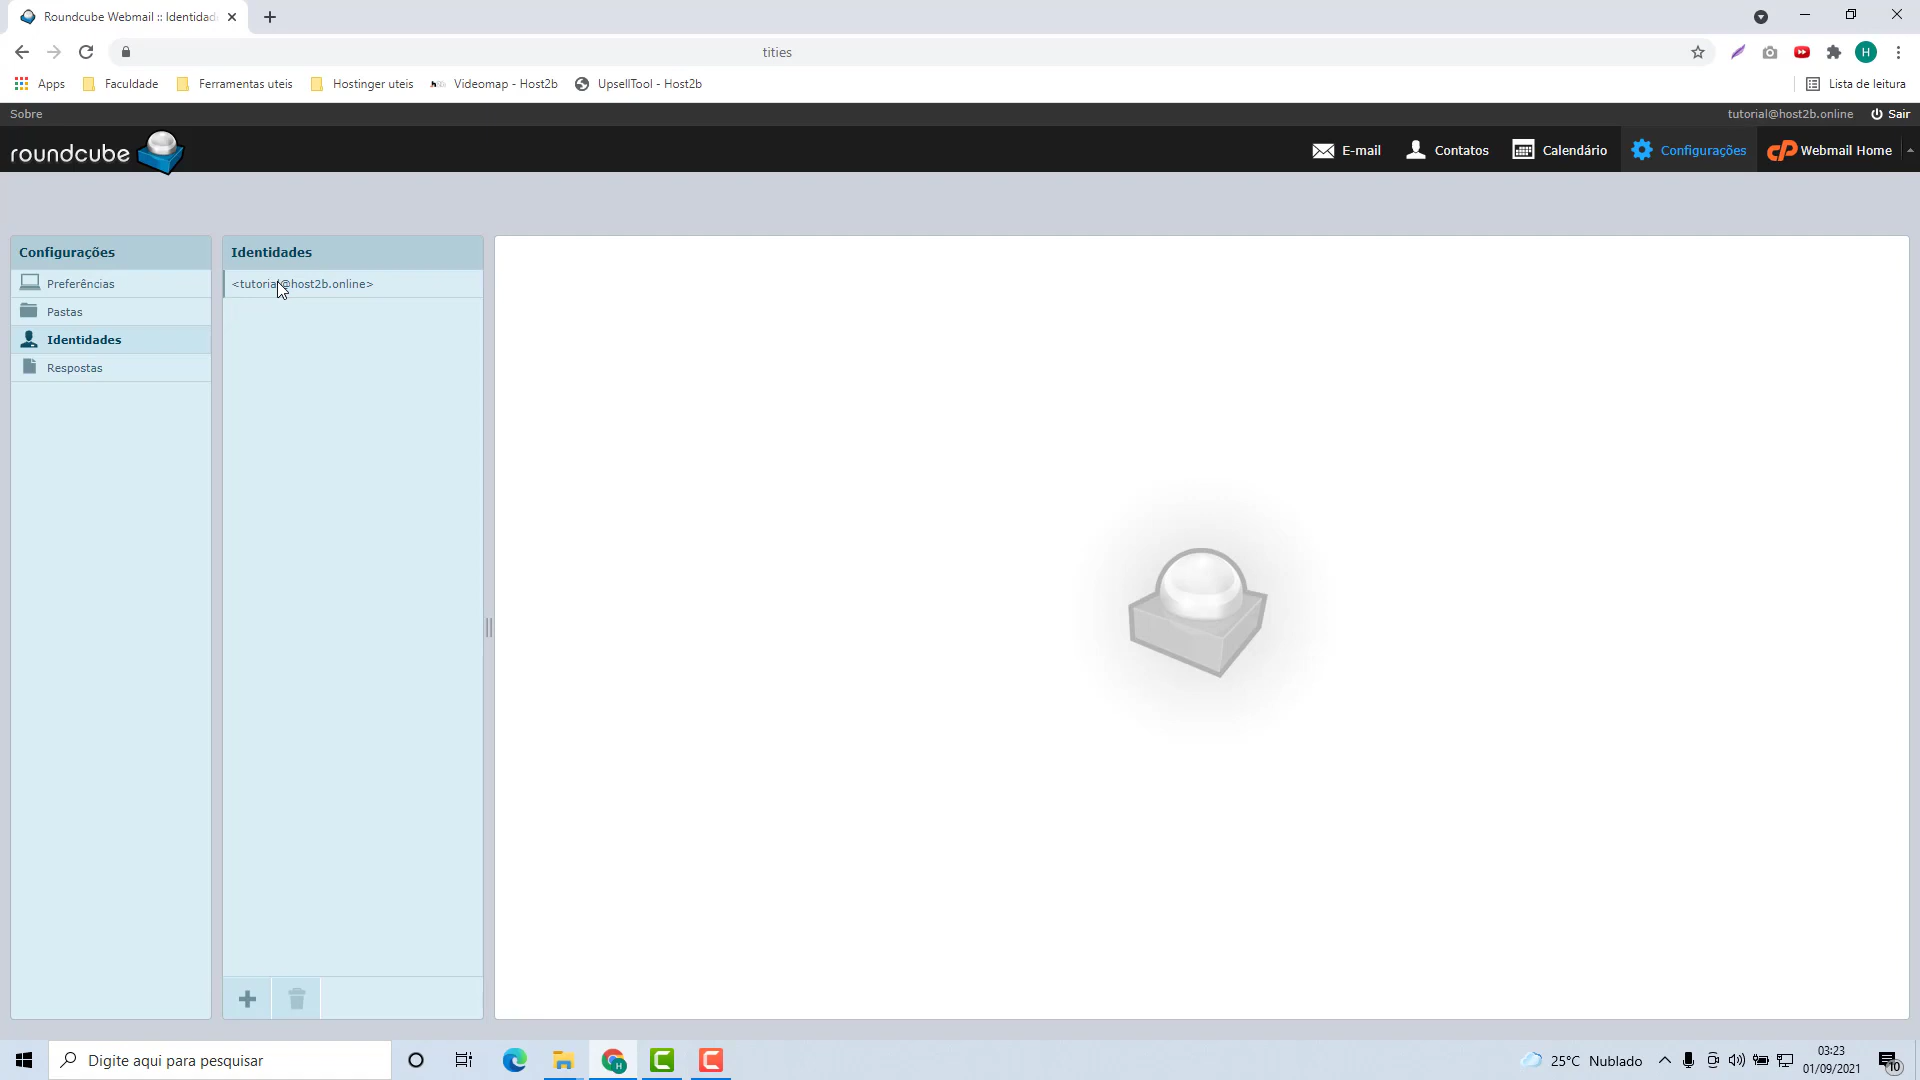 Roundcube Webmail :: Identidad
tities
Apps
Faculdade
Ferramentas uteis
Hostinger uteis
Videomap - Host2b
UpsellTool - Host2b
Lista de leitura
Sobre
tutorial@host2b.online
Sair
roundcube
E-mail
Contatos
Calendário
Configurações
cP Webmail Home
Configurações
Preferências
Pastas
Identidades
Respostas
Identidades
<tutorial@host2b.online>
Digite aqui para pesquisar
25°C Nublado
03:23
01/09/2021
10
H